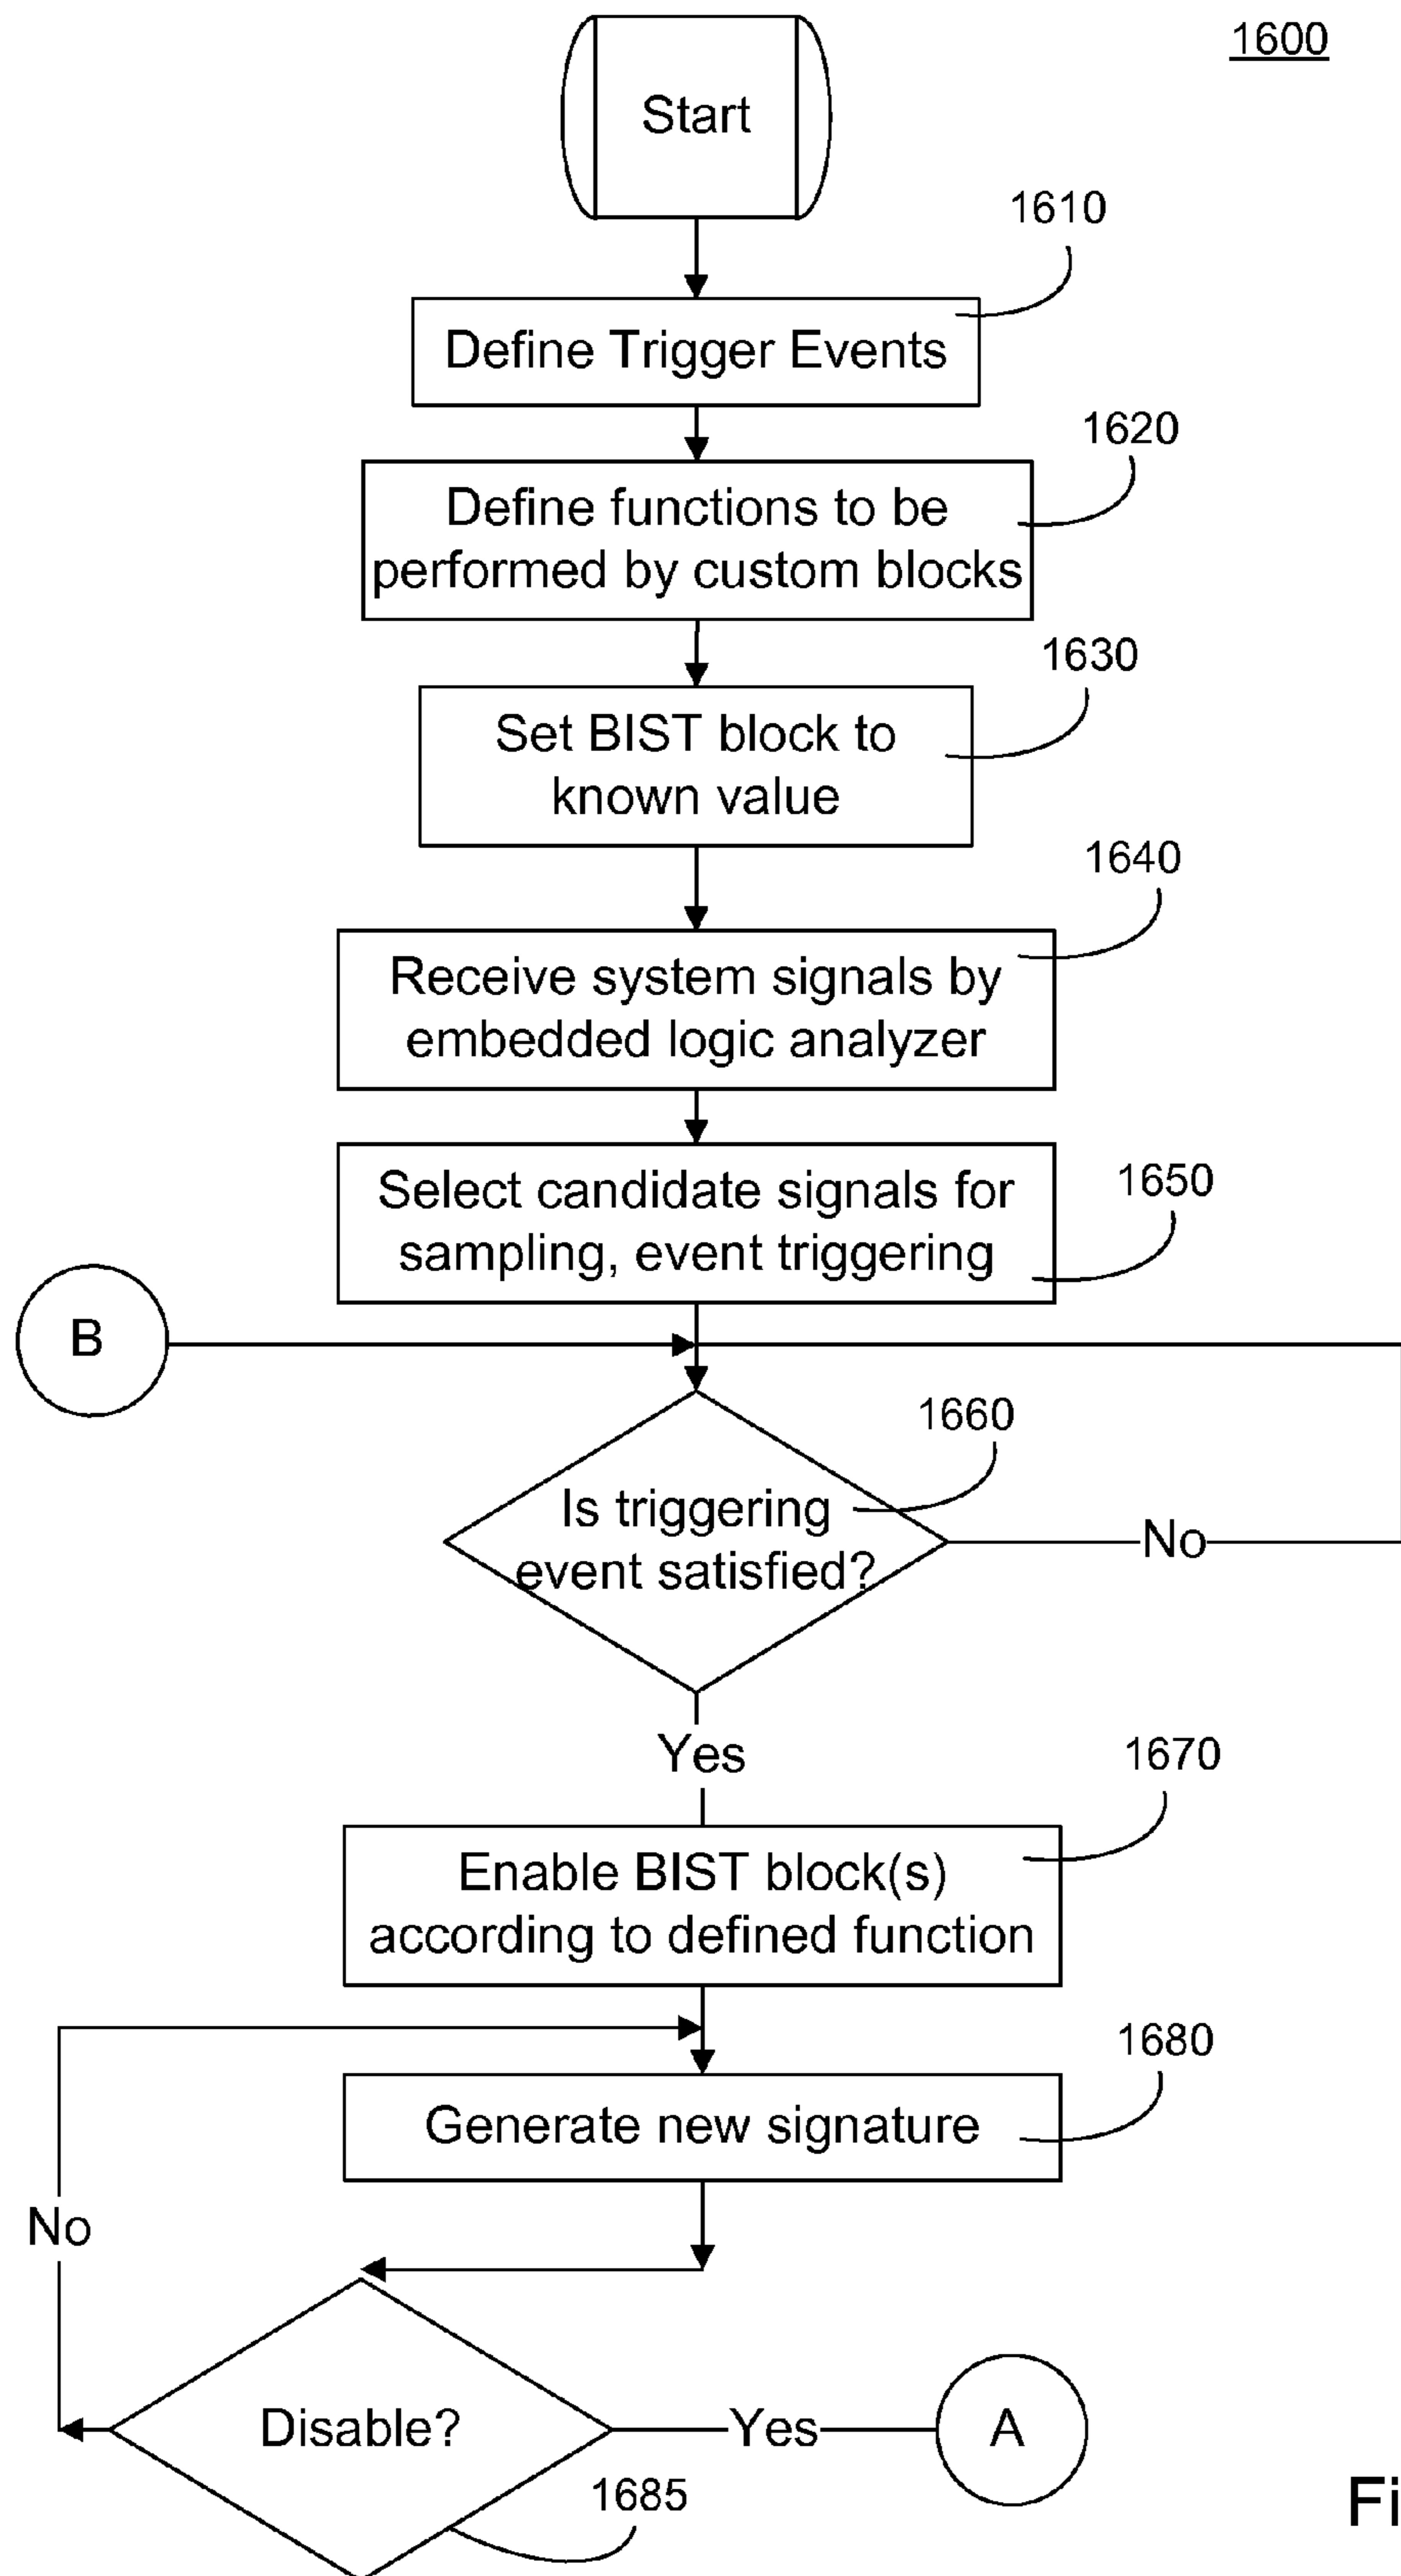 1600
Start
1610
Define Trigger Events
1620
Define functions to be
performed by custom blocks
1630
Set BIST block to
known value
1640
Receive system signals by
embedded logic analyzer
1650
Select candidate signals for
sampling, event triggering
B
1660
Is triggering
event satisfied?
No
Yes
1670
Enable BIST block(s)
according to defined function
1680
Generate new signature
No
Disable?
Yes
A
1685
Fi